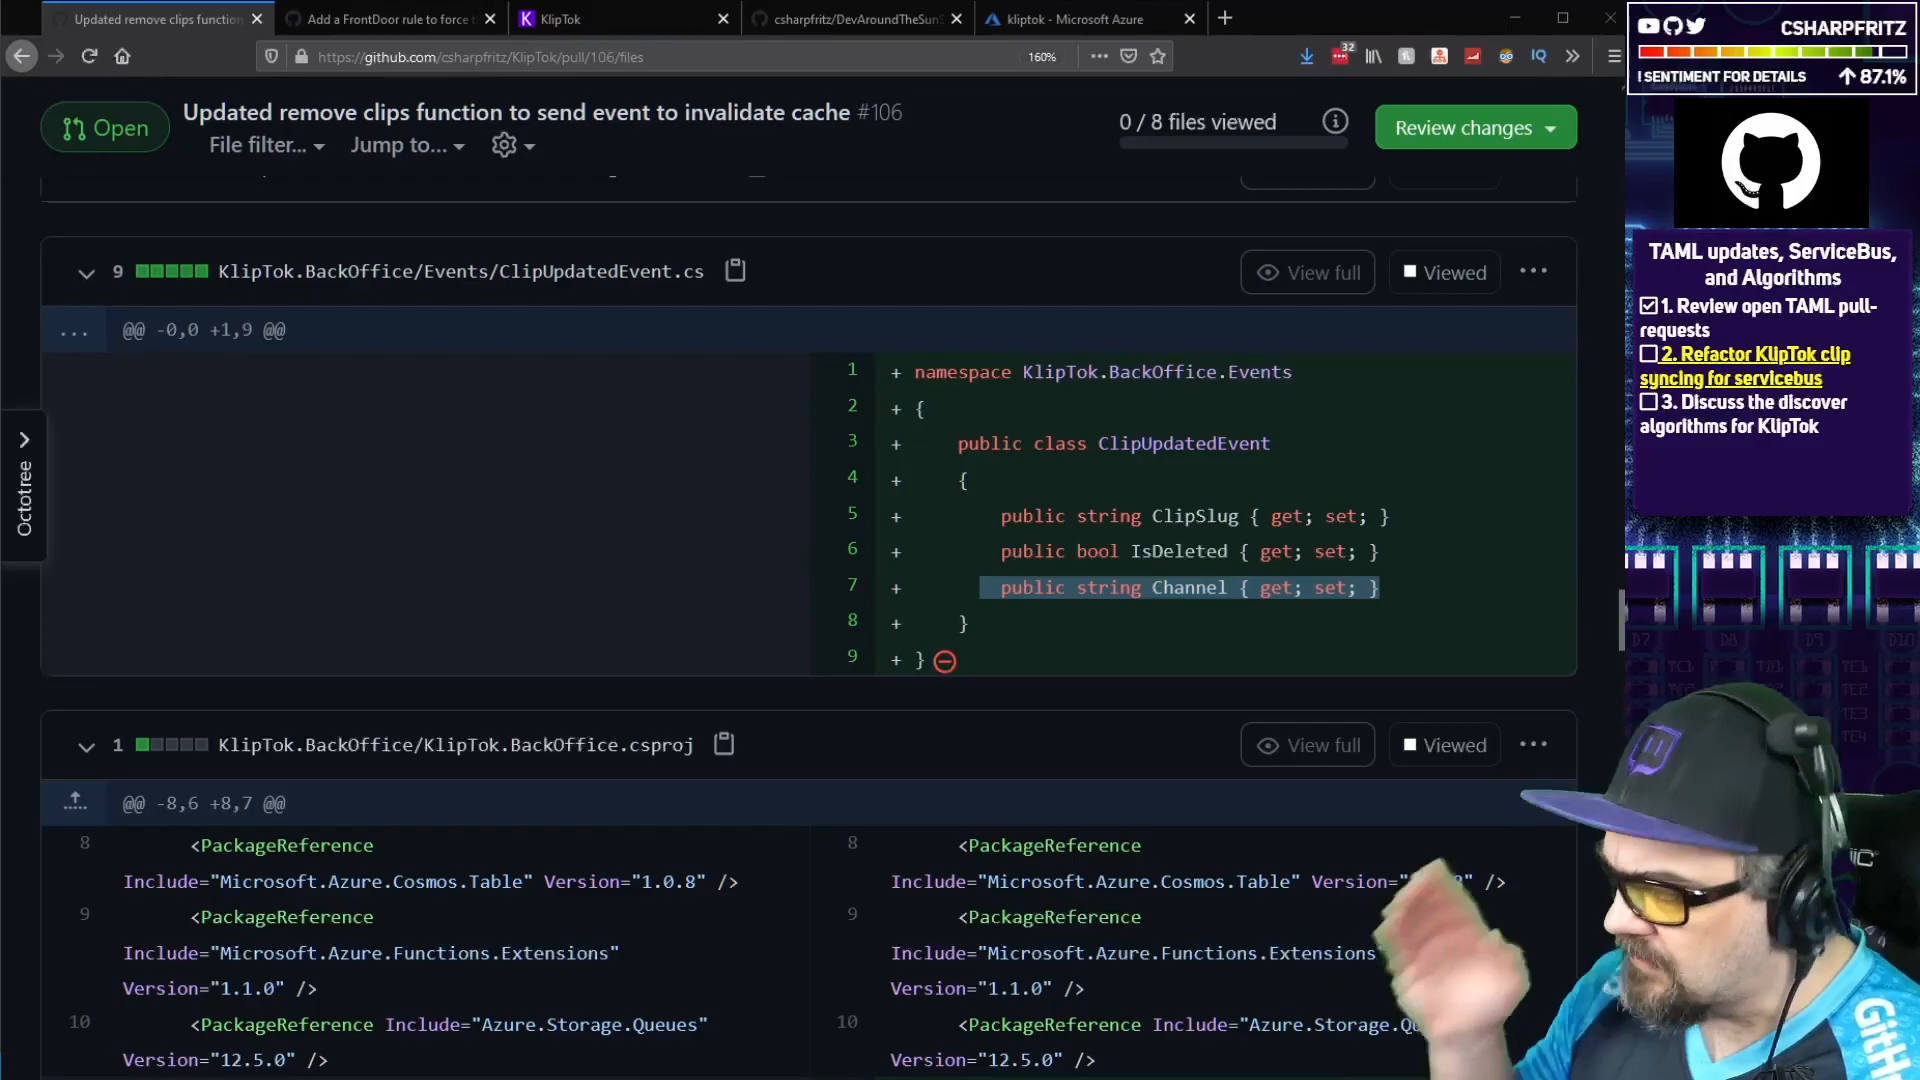 Updated remove clips function
Add a FrontDoor rule to force t
KlipTok
csharpfritz/DevAroundTheSun
kliptok - Microsoft Azure
https://github.com/csharpfritz/KlipTok/pull/106/files
160%
32
IQ
CSHARPFRITZ
! SENTIMENT FOR DETAILS
87.1%
Open
Updated remove clips function to send event to invalidate cache #106
File filter...
Jump to...
0 / 8 files viewed
Review changes
TAML updates, ServiceBus,
and Algorithms
1. Review open TAML pull-
requests
2. Refactor KlipTok clip
syncing for servicebus
3. Discuss the discover
algorithms for KlipTok
Octotree
9 KlipTok.BackOffice/Events/ClipUpdatedEvent.cs
View full
Viewed
...
... @@ -0,0 +1,9 @@
1 + namespace KlipTok.BackOffice.Events
2 + {
3 + public class ClipUpdatedEvent
4 + {
5 + public string ClipSlug { get; set; }
6 + public bool IsDeleted { get; set; }
7 + public string Channel { get; set; }
8 + }
9 + }
1 KlipTok.BackOffice/KlipTok.BackOffice.csproj
View full
Viewed
...
@@ -8,6 +8,7 @@
8 <PackageReference
Include="Microsoft.Azure.Cosmos.Table" Version="1.0.8" />
9 <PackageReference
Include="Microsoft.Azure.Functions.Extensions"
Version="1.1.0" />
10 <PackageReference Include="Azure.Storage.Queues"
Version="12.5.0" />
8 <PackageReference
Include="Microsoft.Azure.Cosmos.Table" Version= 8" />
9 <PackageReference
Include="Microsoft.Azure.Functions.Extensions
Version="1.1.0" />
10 <PackageReference Include="Azure.Storage.Qu
Version="12.5.0" />
D7
D8
D9
D10
GitH